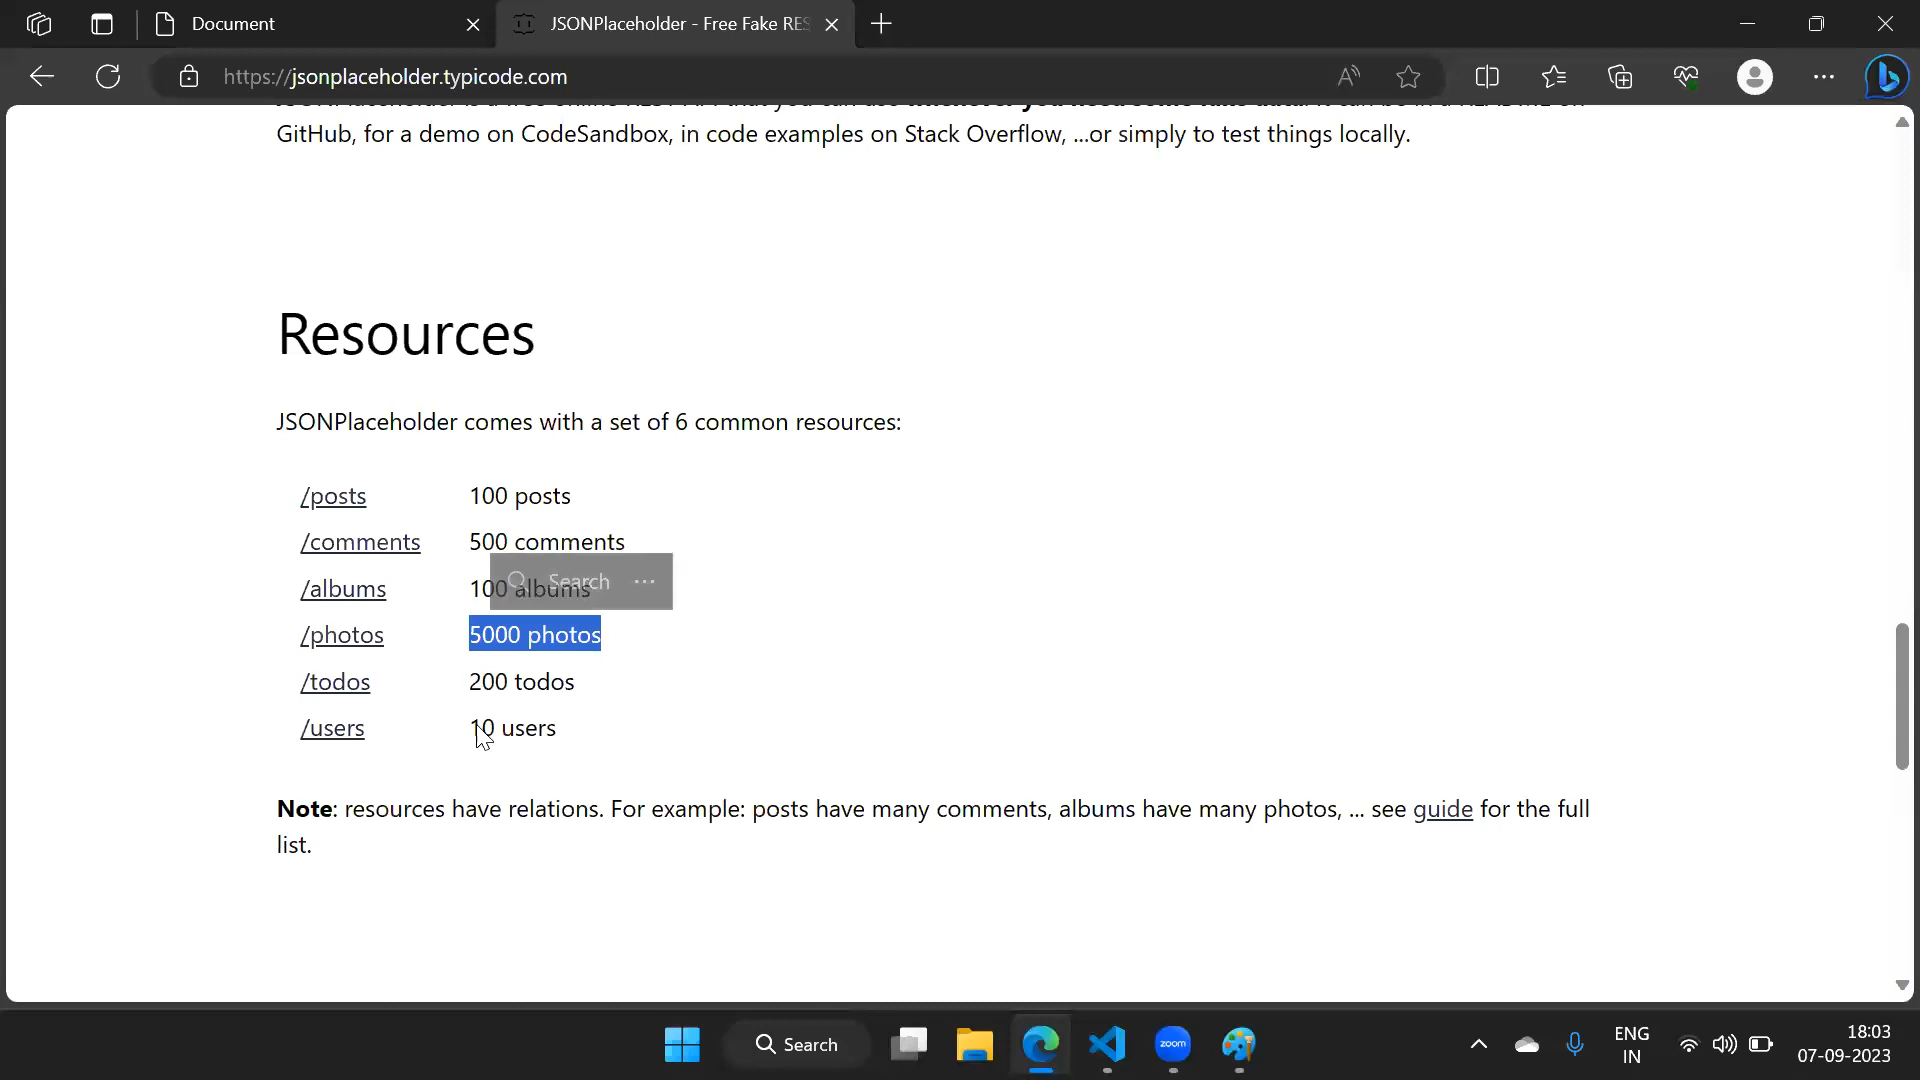 Document
JSONPlaceholder - Free Fake RES
https://jsonplaceholder.typicode.com
GitHub, for a demo on CodeSandbox, in code examples on Stack Overflow, ...or simply to test things locally.
Resources
JSONPlaceholder comes with a set of 6 common resources:
/posts 100 posts
/comments 500 comments
Search ...
/albums 100 albums
/photos 5000 photos
/todos 200 todos
/users 10 users
Note: resources have relations. For example: posts have many comments, albums have many photos, ... see guide for the full
list.
Search
zoom
ENG
IN
18:03
07-09-2023